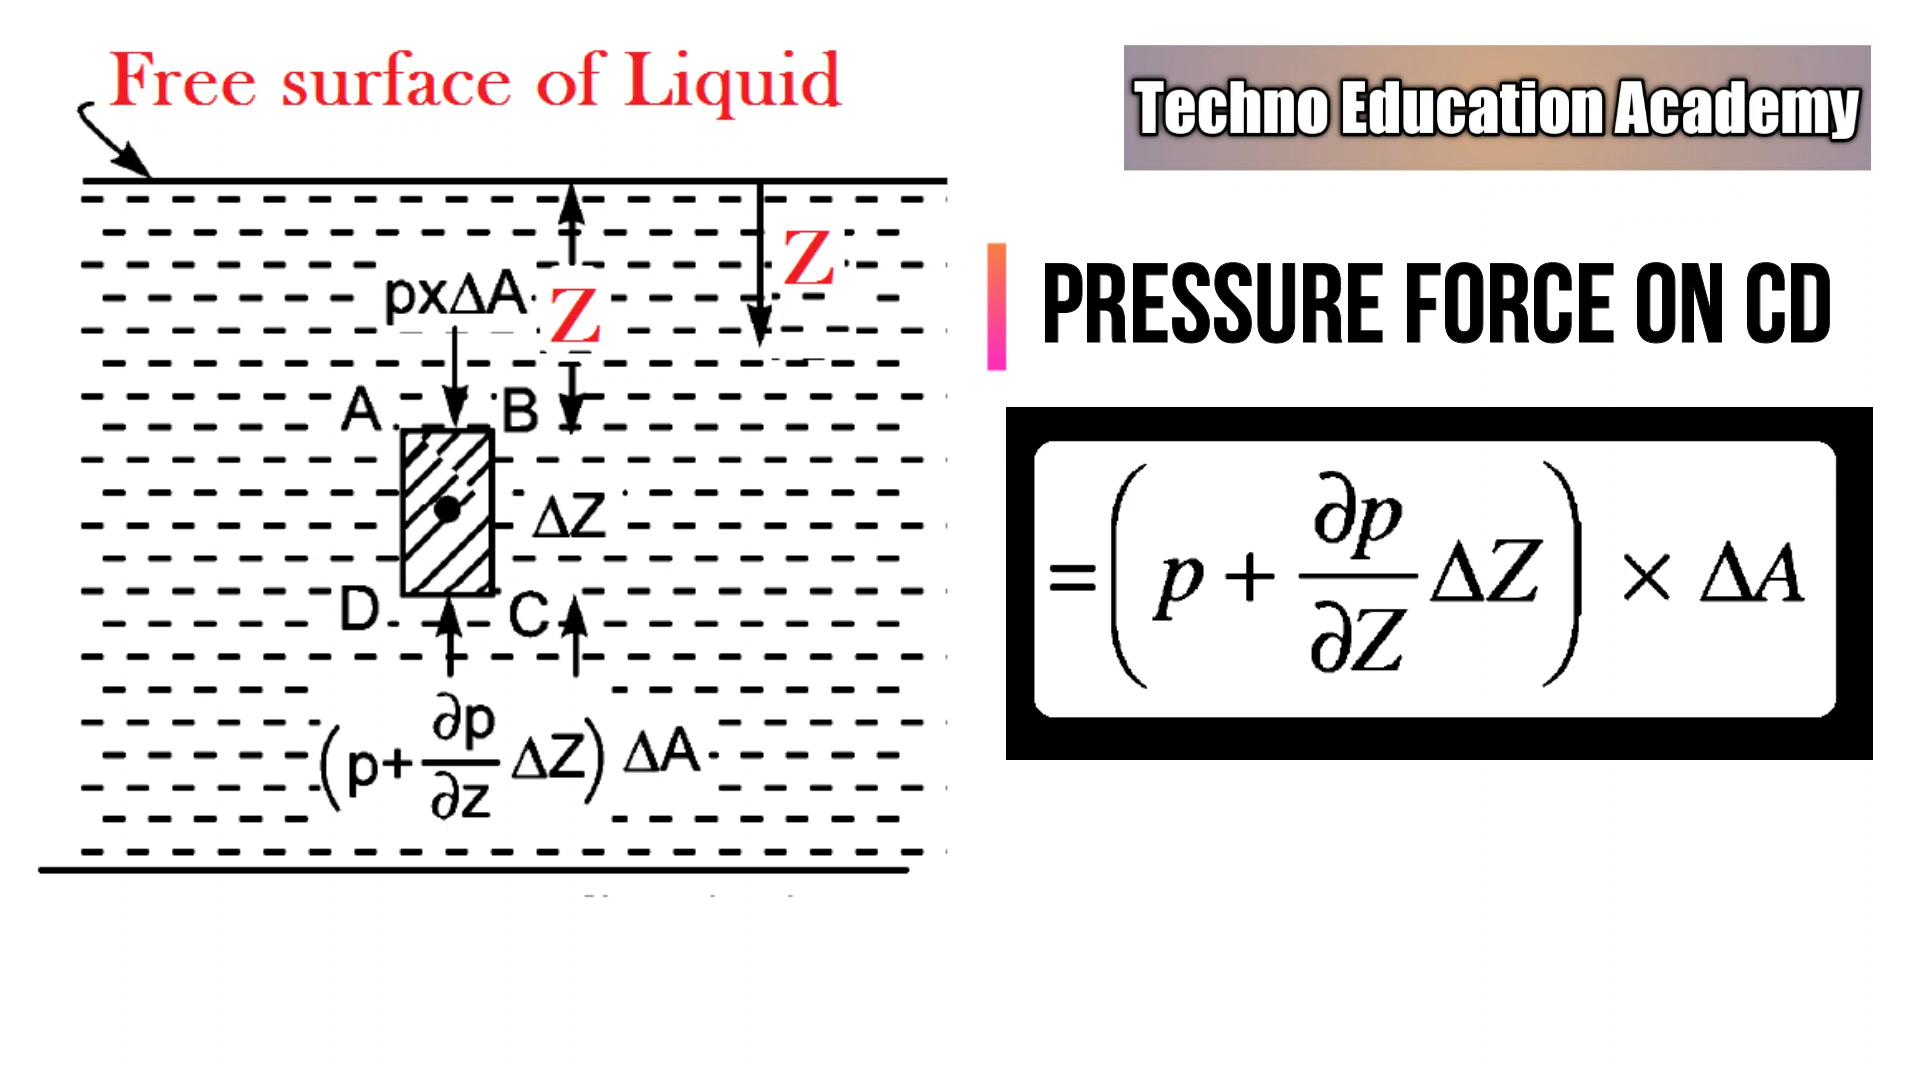 Free surface of Liquid
Techno Education Academy
Z
px∆A
Z
PRESSURE FORCE ON CD
A
B
∆Z
D
C
= (p + ∂p/∂Z ∆Z) × ∆A
(p+ ∂p/∂z ∆Z) ∆A